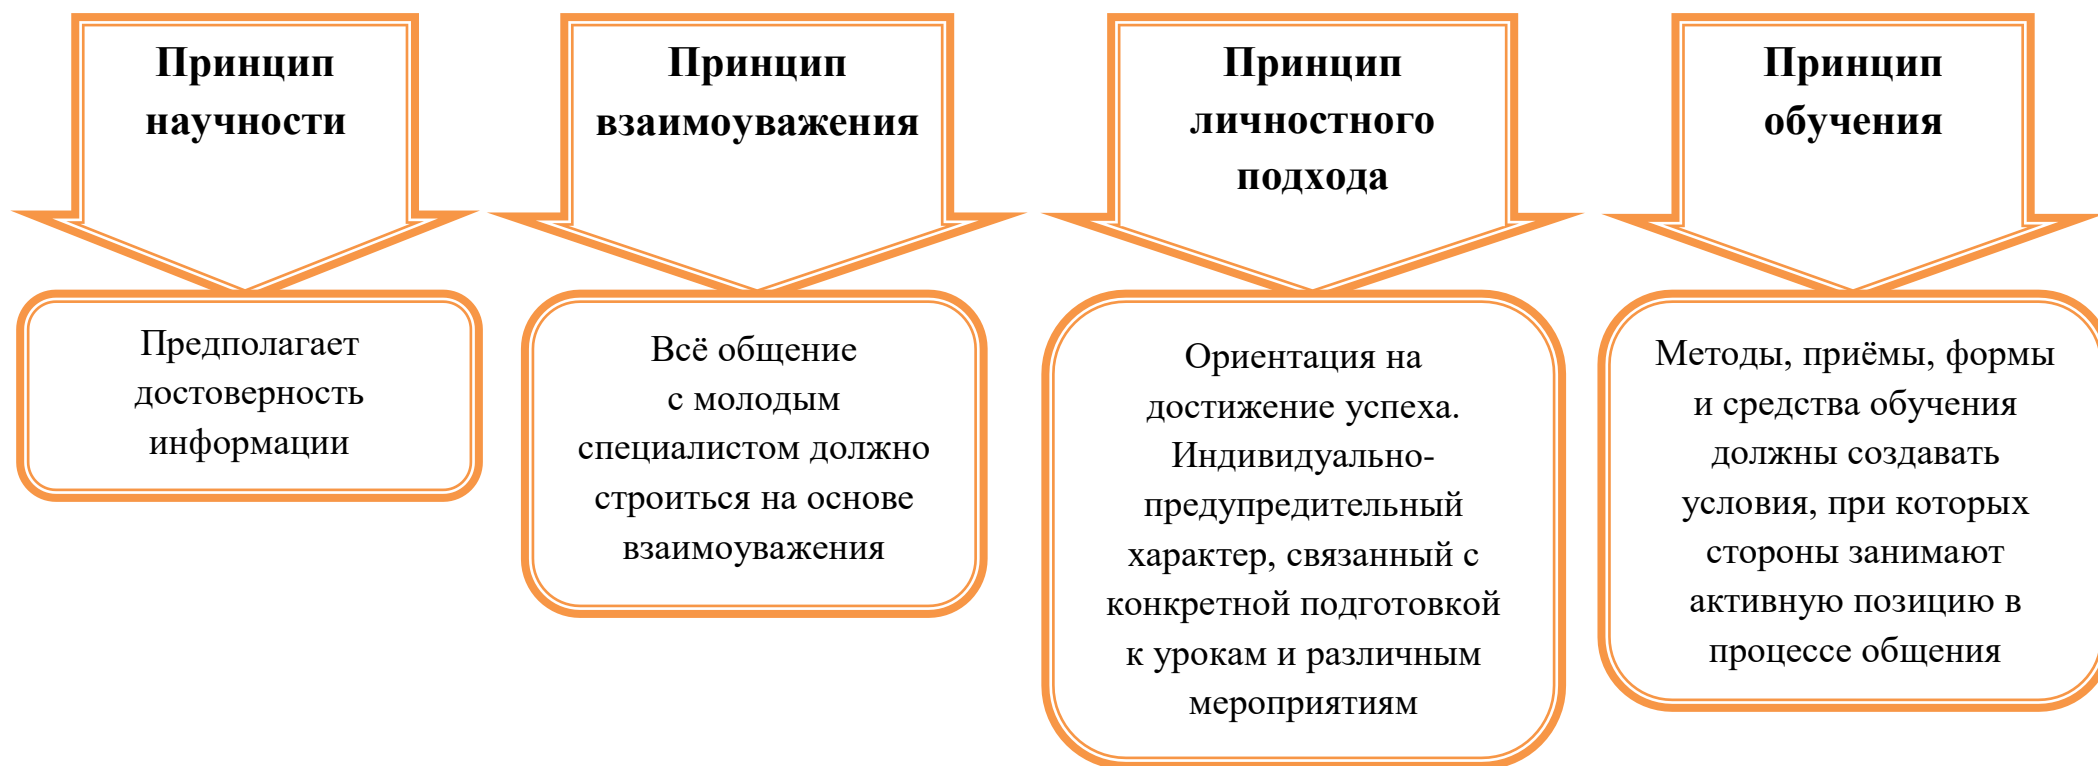 Принцип
научности
Предполагает
достоверность
информации
Принцип
взаимоуважения
Всё общение
с молодым
специалистом должно
строиться на основе
взаимоуважения
Принцип
личностного
подхода
Ориентация на
достижение успеха.
Индивидуально-
предупредительный
характер, связанный с
конкретной подготовкой
к урокам и различным
мероприятиям
Принцип
обучения
Методы, приёмы, формы
и средства обучения
должны создавать
условия, при которых
стороны занимают
активную позицию в
процессе общения